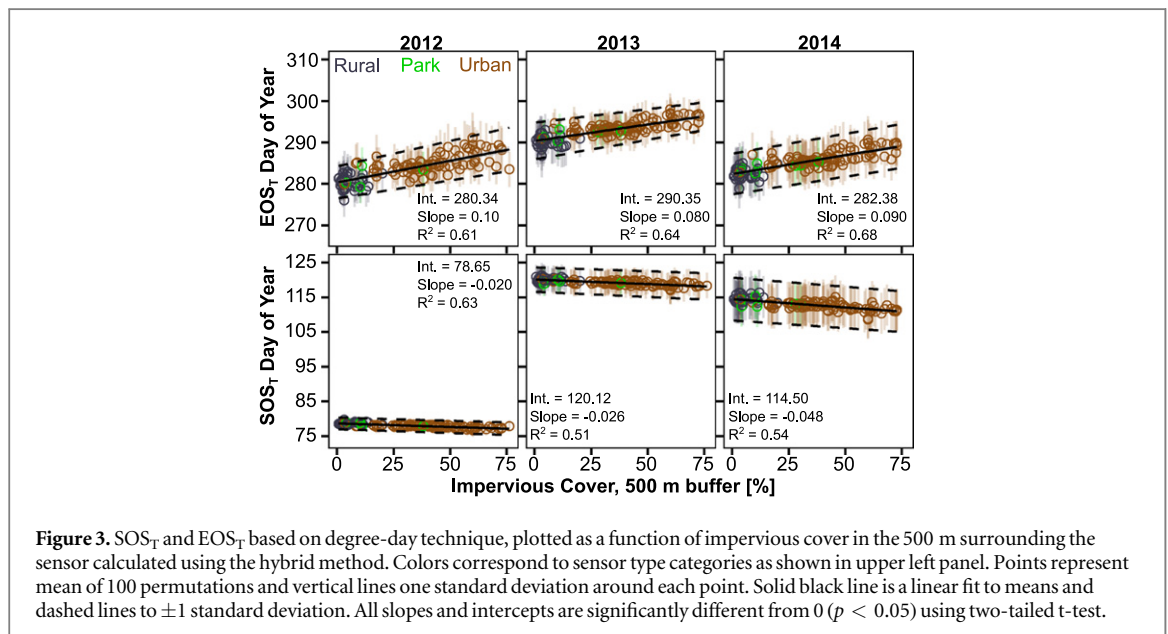 2012 2013 2014
EOS_T Day of Year
310
300
290
280
270
Rural Park Urban
Int. = 280.34
Slope = 0.10
R² = 0.61
Int. = 290.35
Slope = 0.080
R² = 0.64
Int. = 282.38
Slope = 0.090
R² = 0.68
SOS_T Day of Year
125
115
105
95
85
75
Int. = 78.65
Slope = -0.020
R² = 0.63
Int. = 120.12
Slope = -0.026
R² = 0.51
Int. = 114.50
Slope = -0.048
R² = 0.54
0 25 50 75 0 25 50 75 0 25 50 75
Impervious Cover, 500 m buffer [%]
Figure 3. SOS_T and EOS_T based on degree-day technique, plotted as a function of impervious cover in the 500 m surrounding the
sensor calculated using the hybrid method. Colors correspond to sensor type categories as shown in upper left panel. Points represent
mean of 100 permutations and vertical lines one standard deviation around each point. Solid black line is a linear fit to means and
dashed lines to ±1 standard deviation. All slopes and intercepts are significantly different from 0 (p < 0.05) using two-tailed t-test.